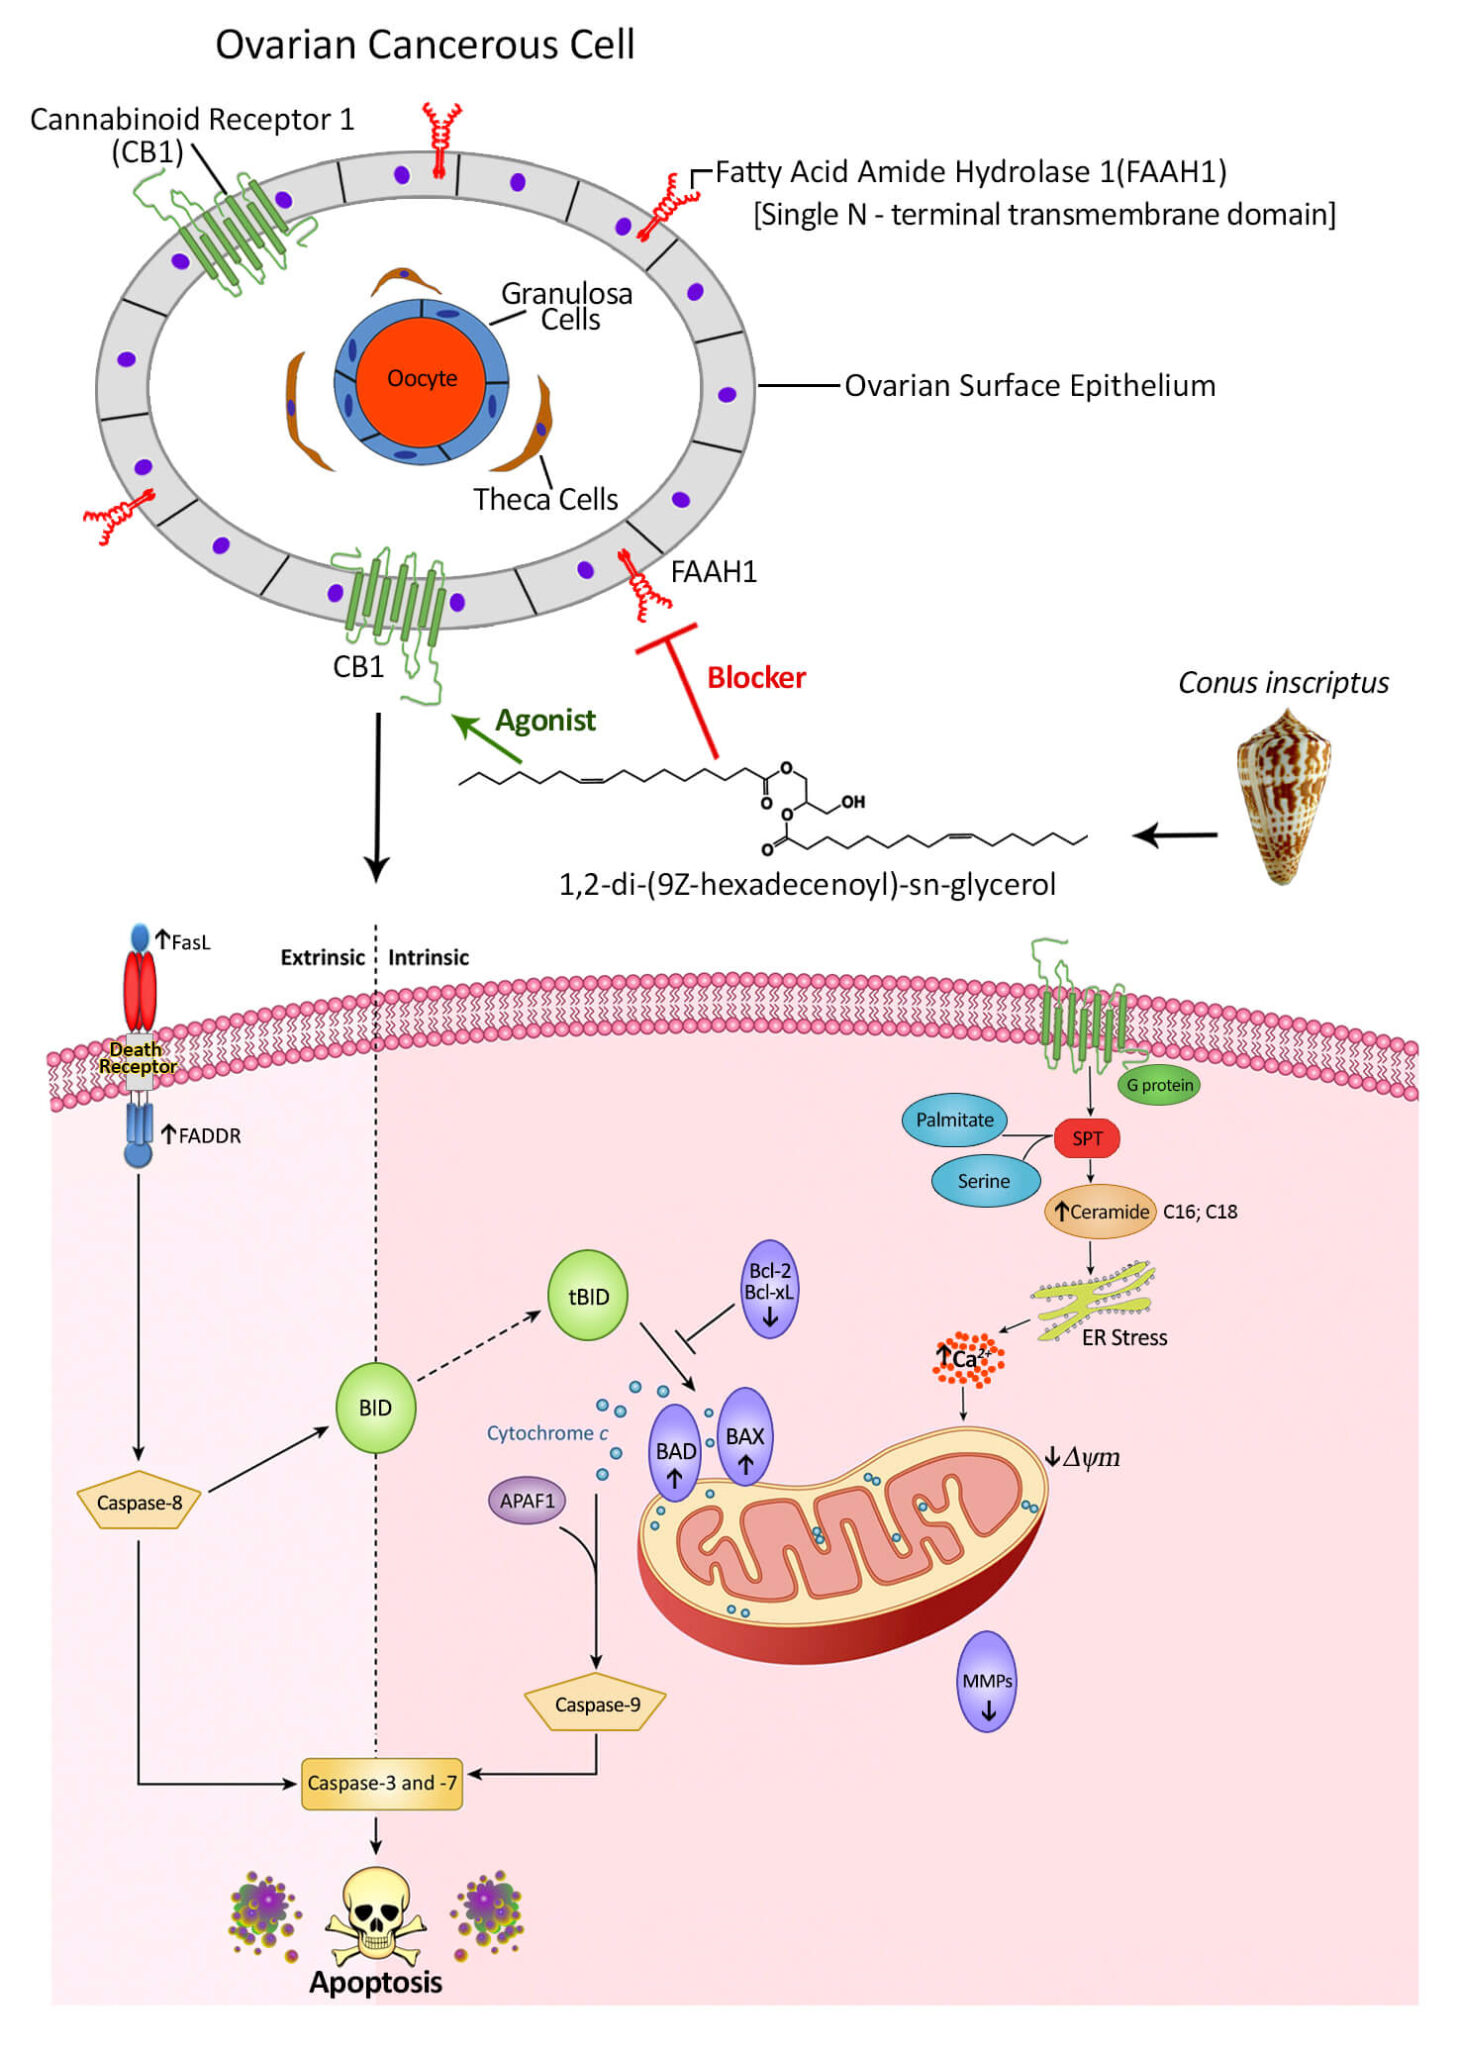 Ovarian Cancerous Cell
Cannabinoid Receptor 1
(CB1)
Fatty Acid Amide Hydrolase 1(FAAH1)
[Single N - terminal transmembrane domain]
Granulosa
Cells
Oocyte
Ovarian Surface Epithelium
Theca Cells
FAAH1
CB1
Blocker
Conus inscriptus
Agonist
O
O
OH
O
O
1,2-di-(9Z-hexadecenoyl)-sn-glycerol
↑FasL
Extrinsic
Intrinsic
Death
Receptor
G protein
Palmitate
↑FADDR
SPT
Serine
↑Ceramide
C16; C18
Bcl-2
Bcl-xL
↓
tBID
ER Stress
↑Ca²⁺
BID
Cytochrome c
BAX
↑
BAD
↑
↓Δψm
APAF1
Caspase-8
MMPs
↓
Caspase-9
Caspase-3 and -7
Apoptosis